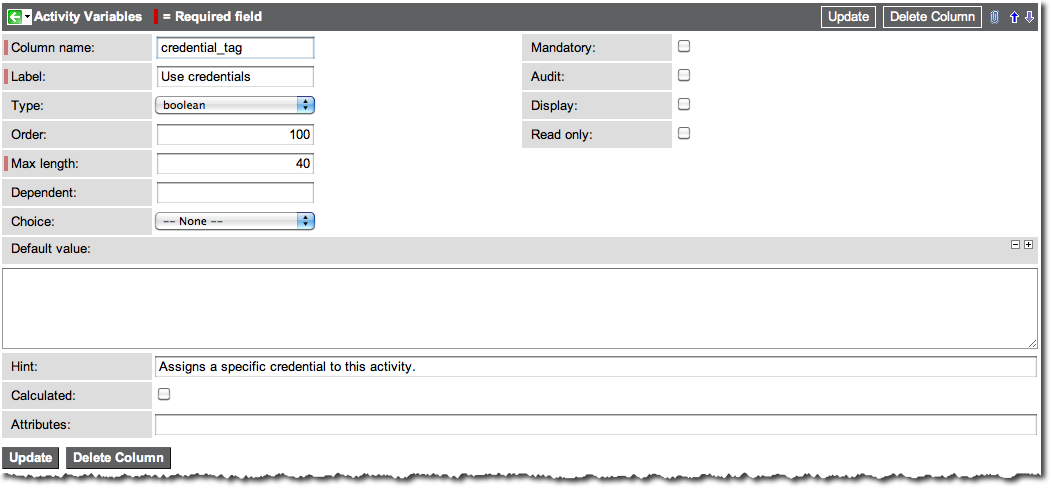 Activity Variables = Required field Update Delete Column
Column name: credential_tag Mandatory:
Label: Use credentials Audit:
Type: boolean Display:
Order: 100 Read only:
Max length: 40
Dependent:
Choice: -- None --
Default value:
Hint: Assigns a specific credential to this activity.
Calculated:
Attributes:
Update Delete Column